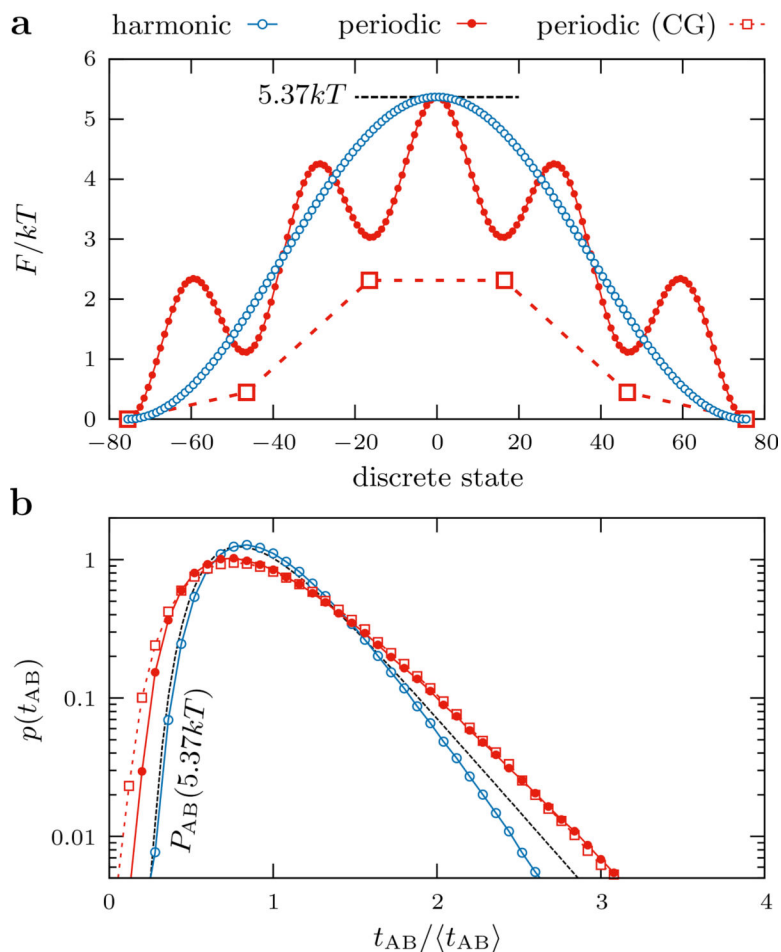 a
harmonic periodic periodic (CG)
6
5
4
3
2
1
0
F/kT
5.37kT
−80 −60 −40 −20 0 20 40 60 80
discrete state
b
1
0.1
0.01
p(t_AB)
P_AB(5.37kT)
0 1 2 3 4
t_AB/⟨t_AB⟩